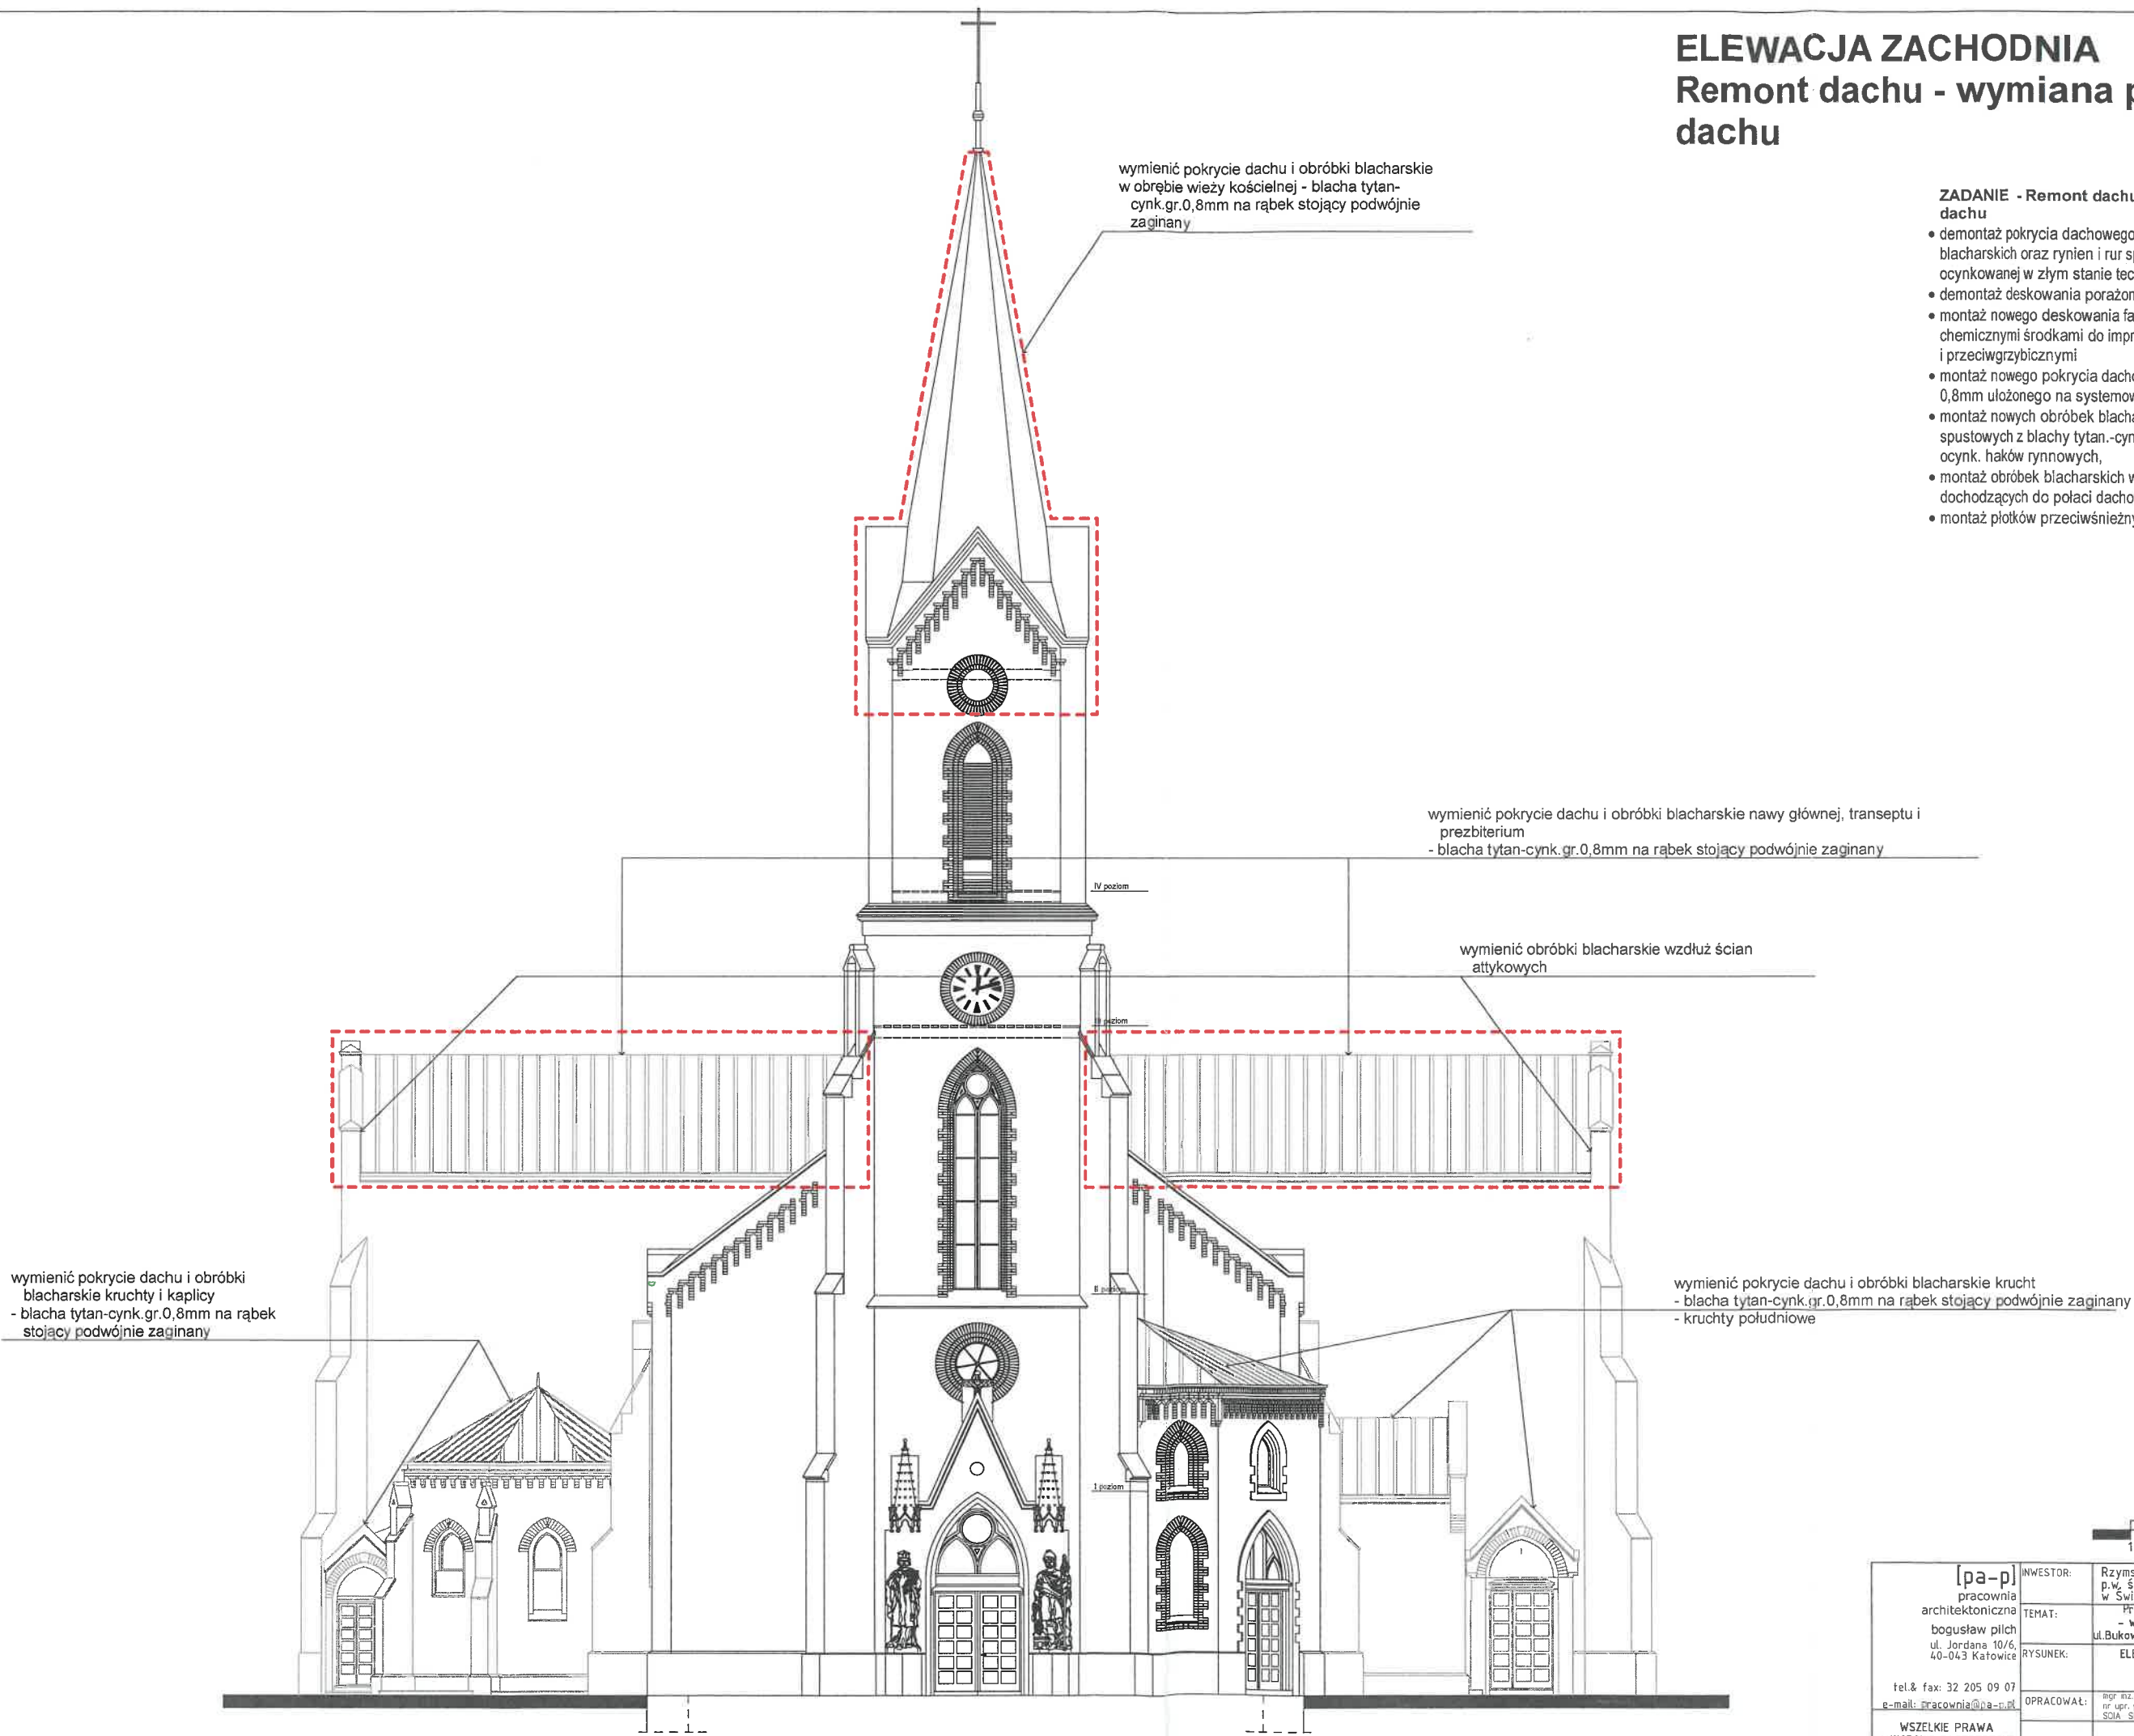 ELEWACJA ZACHODNIA
Remont dachu - wymiana
dachu
wymienić pokrycie dachu i obróbki blacharskie
w obrębie wieży kościelnej - blacha tytan-
cynk.gr.0,8mm na rąbek stojący podwójnie
zaginany
ZADANIE - Remont dachu
dachu
• demontaż pokrycia dachowego
blacharskich oraz rynien i rur
ocynkowanej w złym stanie
• demontaż deskowania
• montaż nowego deskowania
chemicznymi środkami do
i przeciwgrzybicznymi
• montaż nowego pokrycia
0,8mm ułożonego na
• montaż nowych obróbek
spustowych z blachy
ocynk. haków rynnowych,
• montaż obróbek blacharskich
dochodzących do połaci
• montaż płotków
wymienić pokrycie dachu i obróbki blacharskie nawy głównej, transeptu i
prezbiterium
- blacha tytan-cynk.gr.0,8mm na rąbek stojący podwójnie zaginany
IV poziom
wymienić obróbki blacharskie wzdłuż ścian
attykowych
III poziom
wymienić pokrycie dachu i obróbki
blacharskie kruchty i kaplicy
- blacha tytan-cynk.gr.0,8mm na rąbek
stojący podwójnie zaginany
II poziom
wymienić pokrycie dachu i obróbki blacharskie krucht
- blacha tytan-cynk.gr.0,8mm na rąbek stojący podwójnie zaginany
- kruchty południowe
I poziom
[pa-p]
pracownia
architektoniczna
bogusław pilch
ul. Jordana 10/6,
40-043 Katowice
tel.& fax: 32 205 09 07
e-mail: pracownia@pa-p.pl
WSZELKIE PRAWA
INWESTOR:
p.w.
w
TEMAT:
RYSUNEK:
OPRACOWAŁ:
mgr inż.
nr upr.